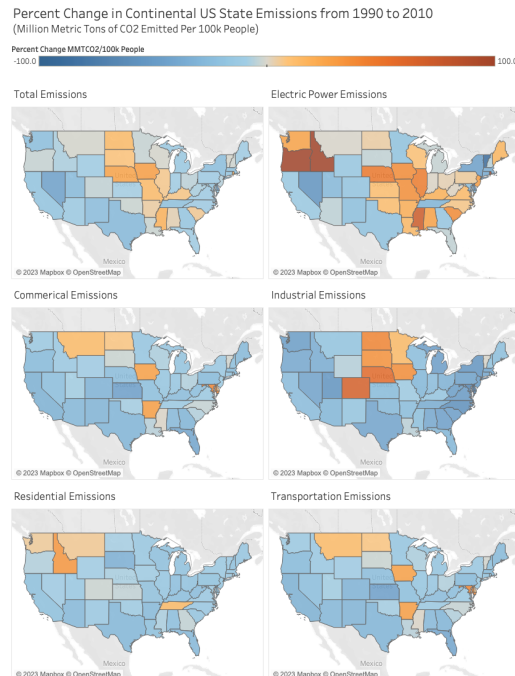 Percent Change in Continental US State Emissions from 1990 to 2010
(Million Metric Tons of CO2 Emitted Per 100k People)
Percent Change MMTCO2/100k People
-100.0 100.0
Total Emissions Electric Power Emissions
Mexico Mexico
© 2023 Mapbox © OpenStreetMap © 2023 Mapbox © OpenStreetMap
Commerical Emissions Industrial Emissions
Mexico Mexico
© 2023 Mapbox © OpenStreetMap © 2023 Mapbox © OpenStreetMap
Residential Emissions Transportation Emissions
Mexico Mexico
© 2023 Mapbox © OpenStreetMap © 2023 Mapbox © OpenStreetMap